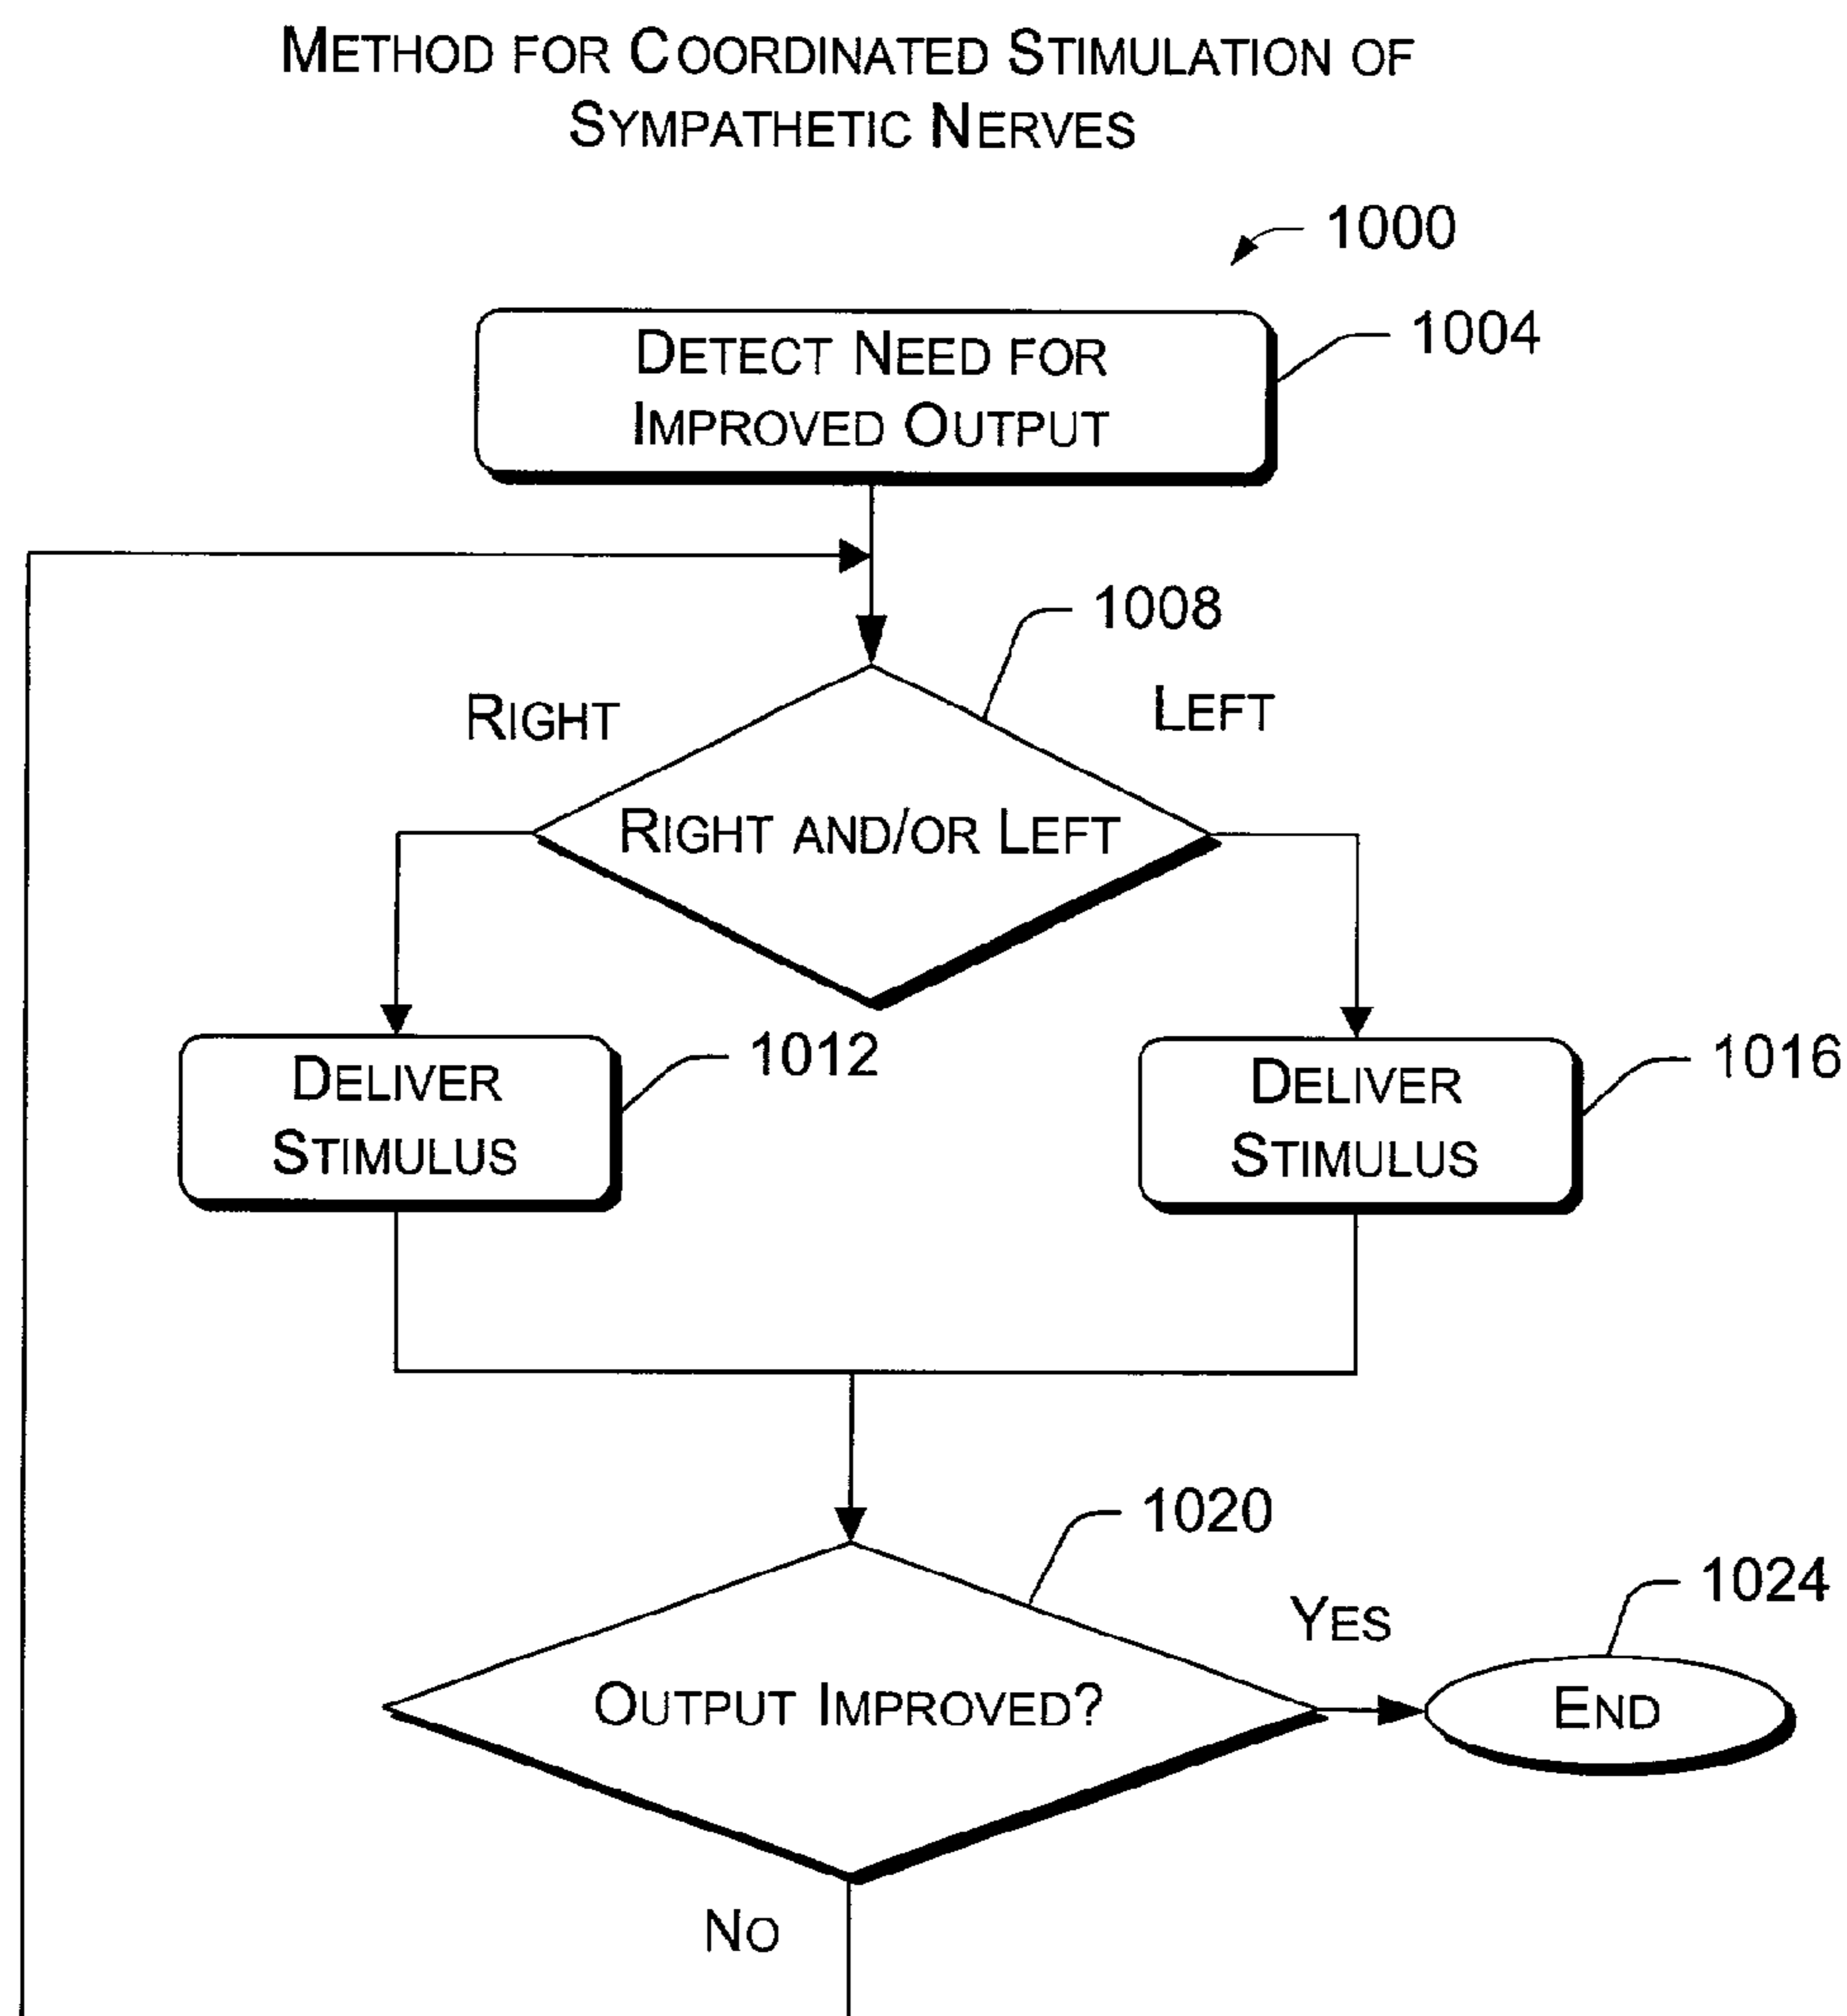 METHOD FOR COORDINATED STIMULATION OF
SYMPATHETIC NERVES
1000
DETECT NEED FOR
IMPROVED OUTPUT
1004
1008
RIGHT
LEFT
RIGHT AND/OR LEFT
DELIVER
STIMULUS
1012
DELIVER
STIMULUS
1016
1020
OUTPUT IMPROVED?
YES
1024
END
NO